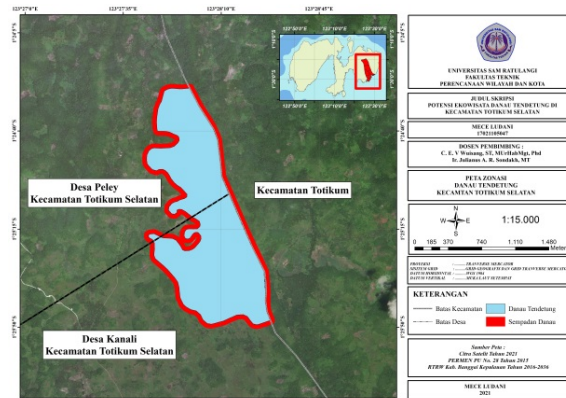 123°27'0"E
123°27'35"E
123°28'10"E
123°28'45"E
Desa Peley
Kecamatan Totikum Selatan
Kecamatan Totikum
Desa Kanali
Kecamatan Totikum Selatan
UNIVERSITAS SAM RATULANGI
FAKULTAS TEKNIK
PERENCANAAN WILAYAH DAN KOTA
JUDUL SKRIPSI
POTENSI EKOWISATA DANAU TENDETUNG DI
KECAMATAN TOTIKUM SELATAN
MECE LUDANI
17021105067
DOSEN PEMBIMBING :
C. E. V Wuisang, ST, MUrHabMgt, Phd
Ir. Julianus A. R. Sondakh, MT
PETA ZONASI
DANAU TENDETUNG
KECAMTAN TOTIKUM SELATAN
N
W E
S
1:15.000
0 185 370 740 1.110 1.480
Meter
KETERANGAN
Batas Kecamatan
Danau Tendetung
Batas Desa
Sempadan Danau
Sumber Peta :
Citra Satelit Tahun 2021
PERMEN PU No. 28 Tahun 2015
RTRW Kab. Banggai Kepulauan Tahun 2016-2036
MECE LUDANI
2021